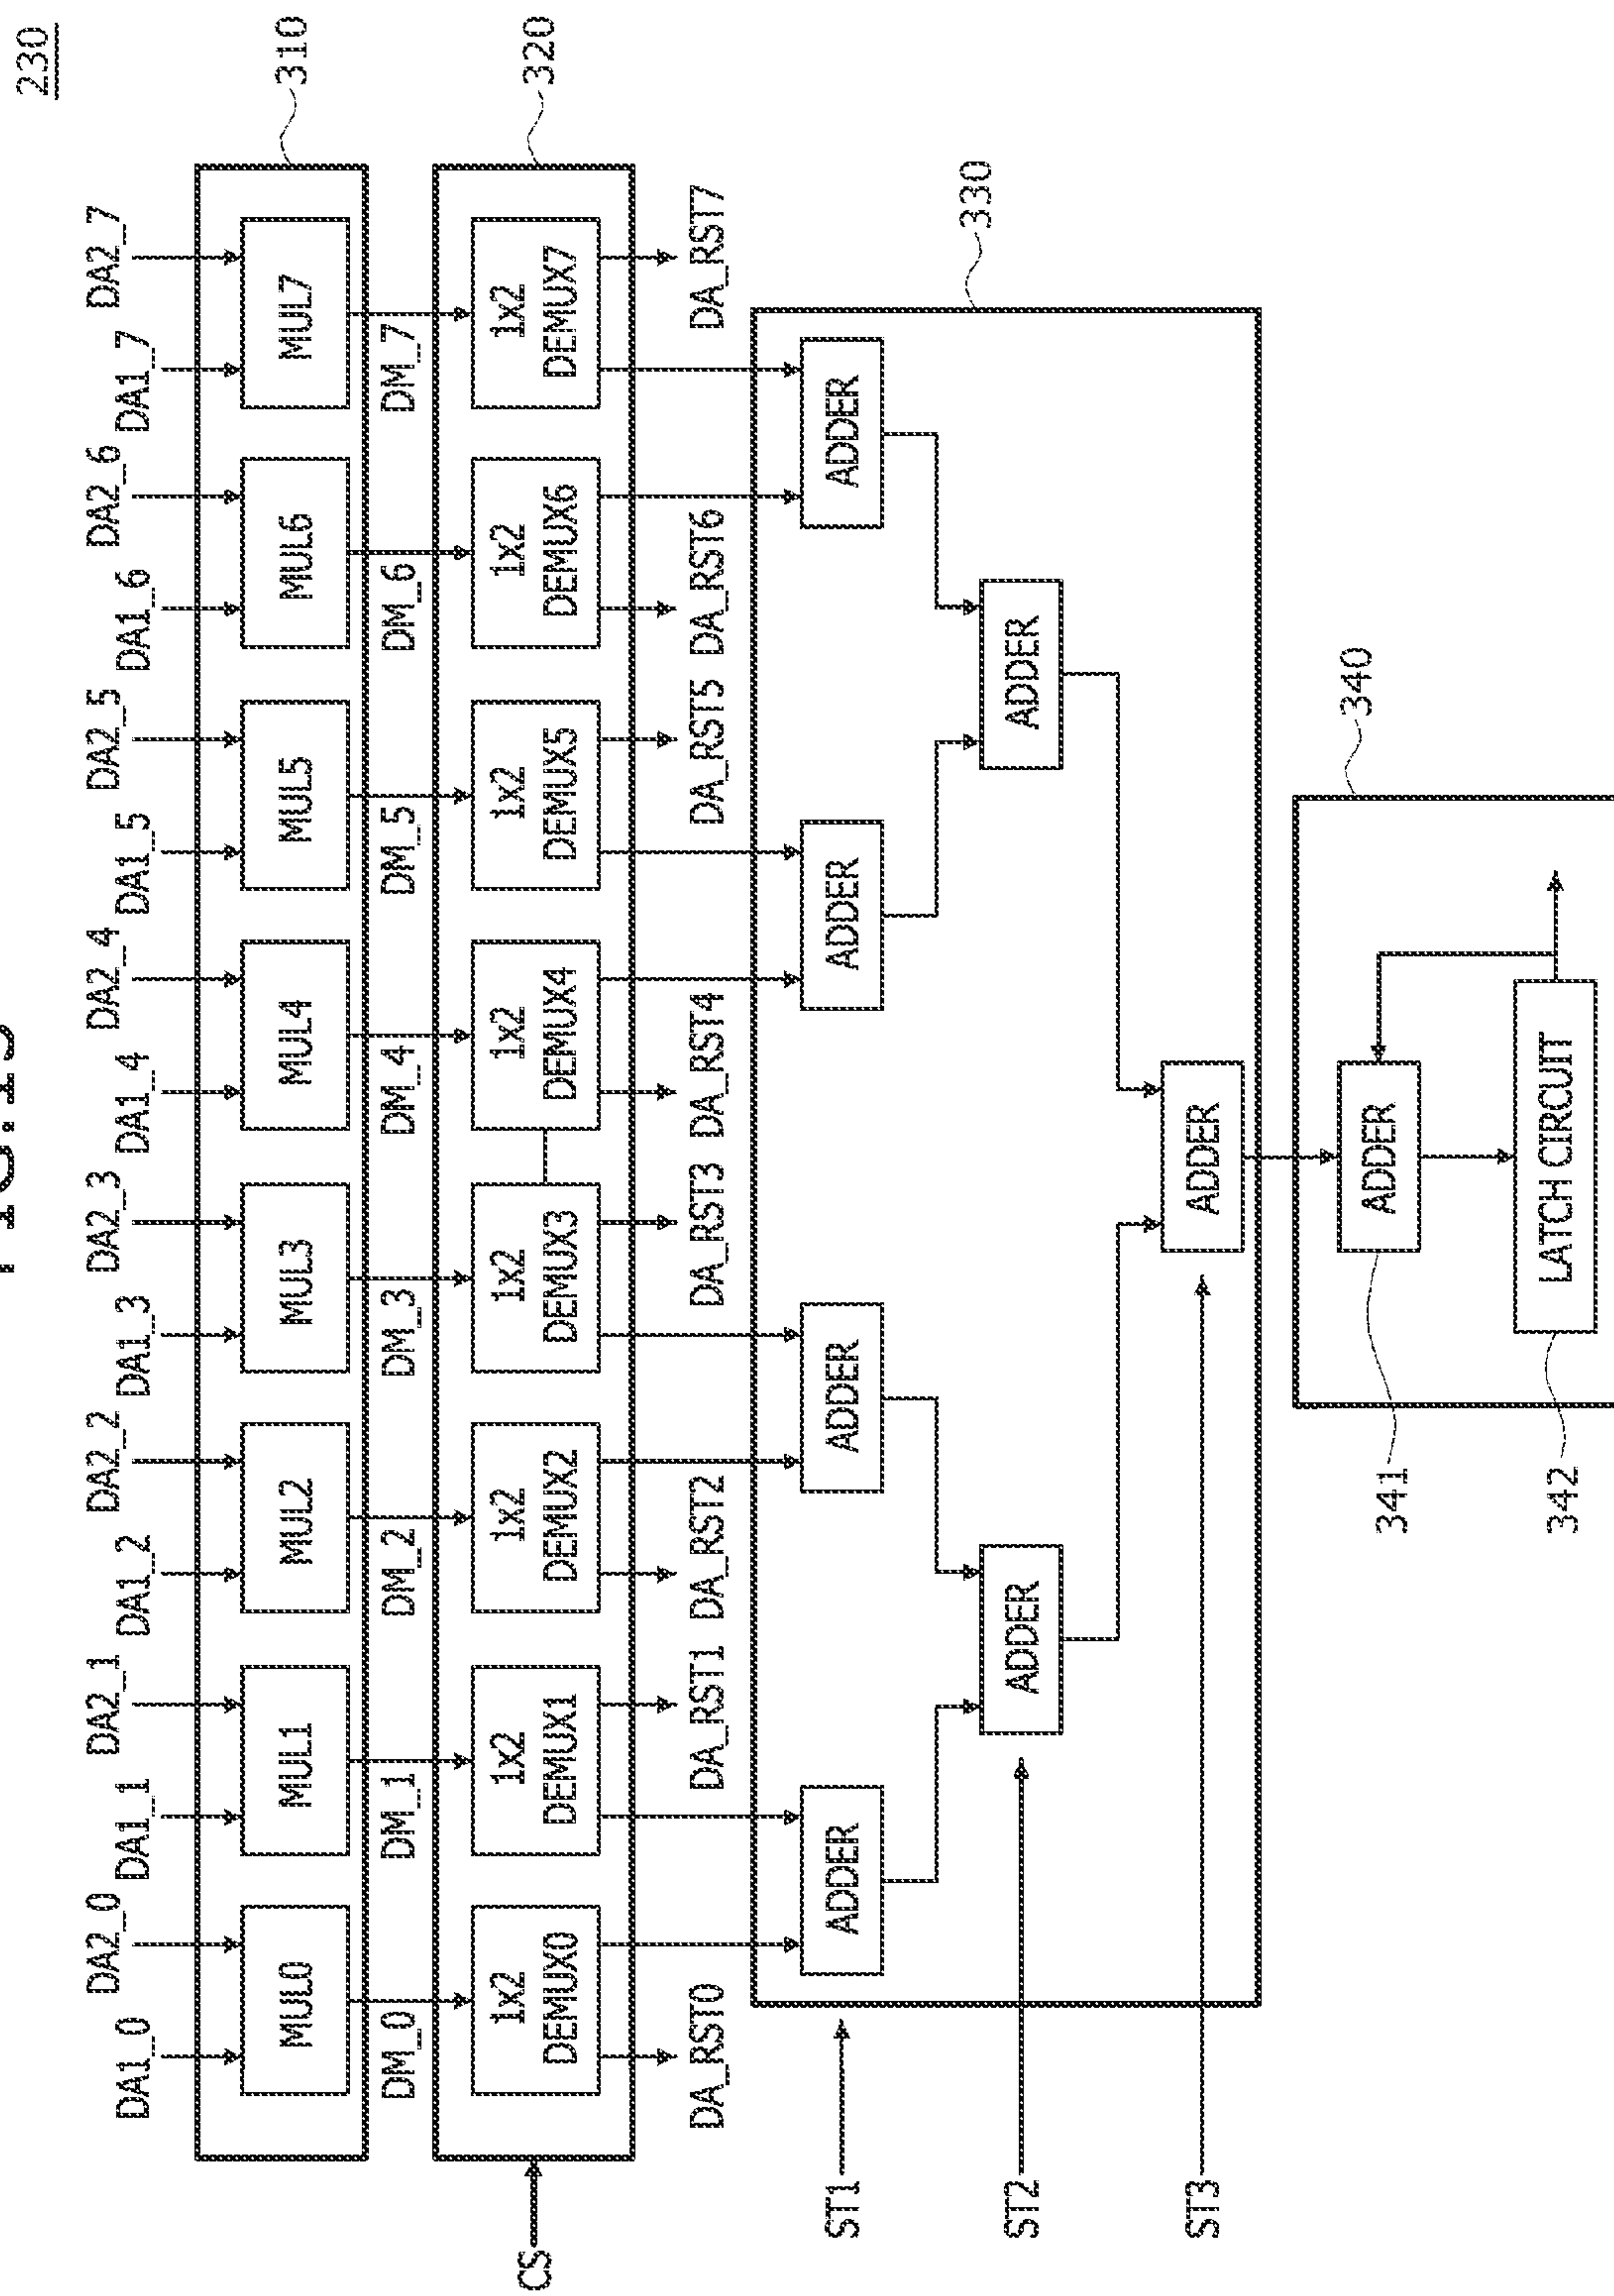 230
DA1_0 DA2_0 DA1_1 DA2_1 DA1_2 DA2_2 DA1_3 DA2_3 DA1_4 DA2_4 DA1_5 DA2_5 DA1_6 DA2_6 DA1_7 DA2_7
MUL0 MUL1 MUL2 MUL3 MUL4 MUL5 MUL6 MUL7
310
DM_0 DM_1 DM_2 DM_3 DM_4 DM_5 DM_6 DM_7
CS
1x2 1x2 1x2 1x2 1x2 1x2 1x2 1x2
DEMUX0 DEMUX1 DEMUX2 DEMUX3 DEMUX4 DEMUX5 DEMUX6 DEMUX7
320
DA_RST0 DA_RST1 DA_RST2 DA_RST3 DA_RST4 DA_RST5 DA_RST6 DA_RST7
ST1
ADDER ADDER ADDER ADDER
330
ST2
ADDER ADDER
ST3
ADDER
340
341
ADDER
342
LATCH CIRCUIT